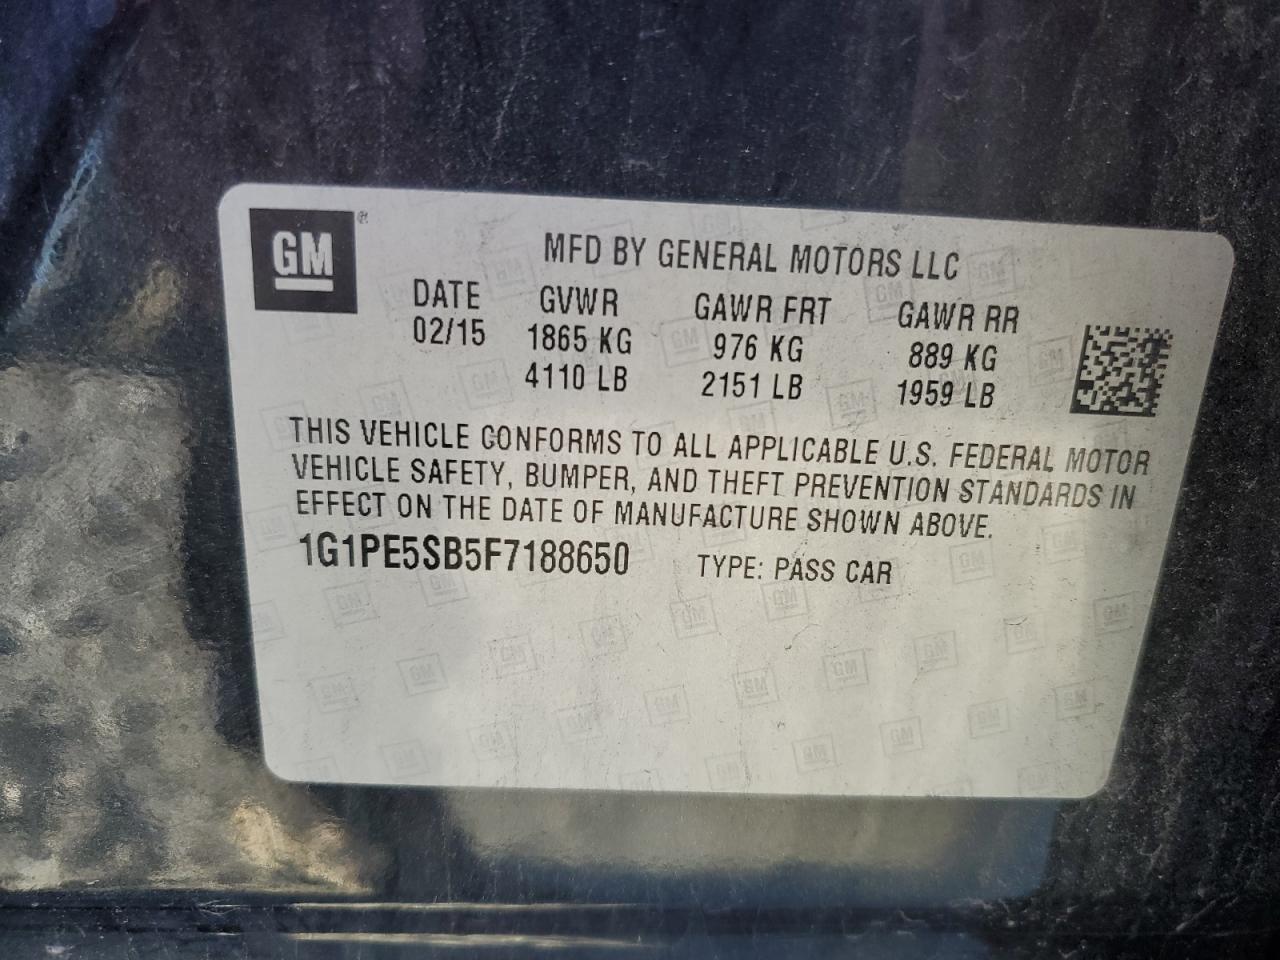 GM
MFD BY GENERAL MOTORS LLC
DATE GVWR GAWR FRT GAWR RR
02/15 1865 KG 976 KG 889 KG
4110 LB 2151 LB 1959 LB
THIS VEHICLE CONFORMS TO ALL APPLICABLE U.S. FEDERAL MOTOR
VEHICLE SAFETY, BUMPER, AND THEFT PREVENTION STANDARDS IN
EFFECT ON THE DATE OF MANUFACTURE SHOWN ABOVE.
1G1PE5SB5F7188650 TYPE: PASS CAR